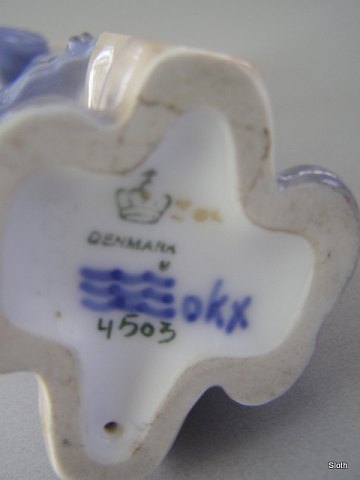 DENMARK
okx
4503
Sloth